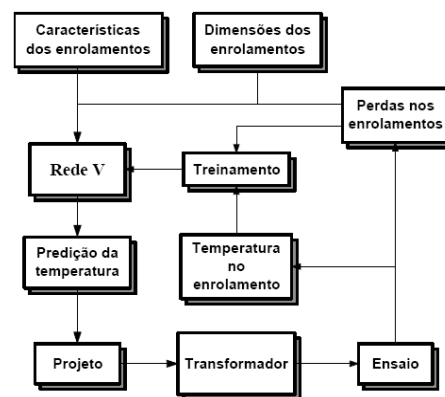 Características
dos enrolamentos
Dimensões dos
enrolamentos
Perdas nos
enrolamentos
Rede V
Treinamento
Predição da
temperatura
Temperatura
no
enrolamento
Projeto
Transformador
Ensaio